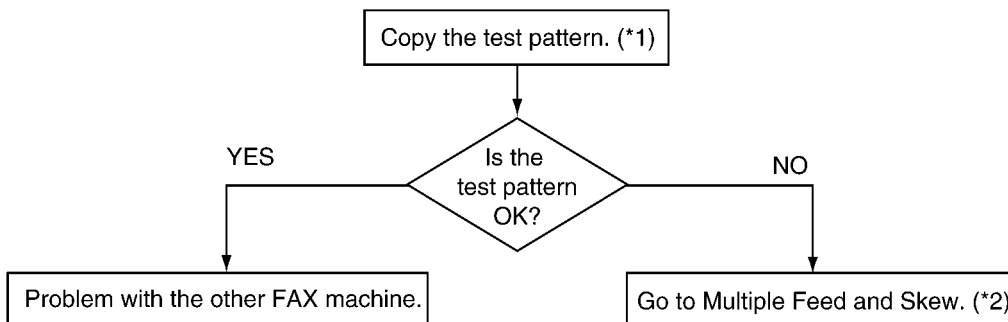 Copy the test pattern. (*1)
YES
Is the
test pattern
OK?
NO
Problem with the other FAX machine.
Go to Multiple Feed and Skew. (*2)